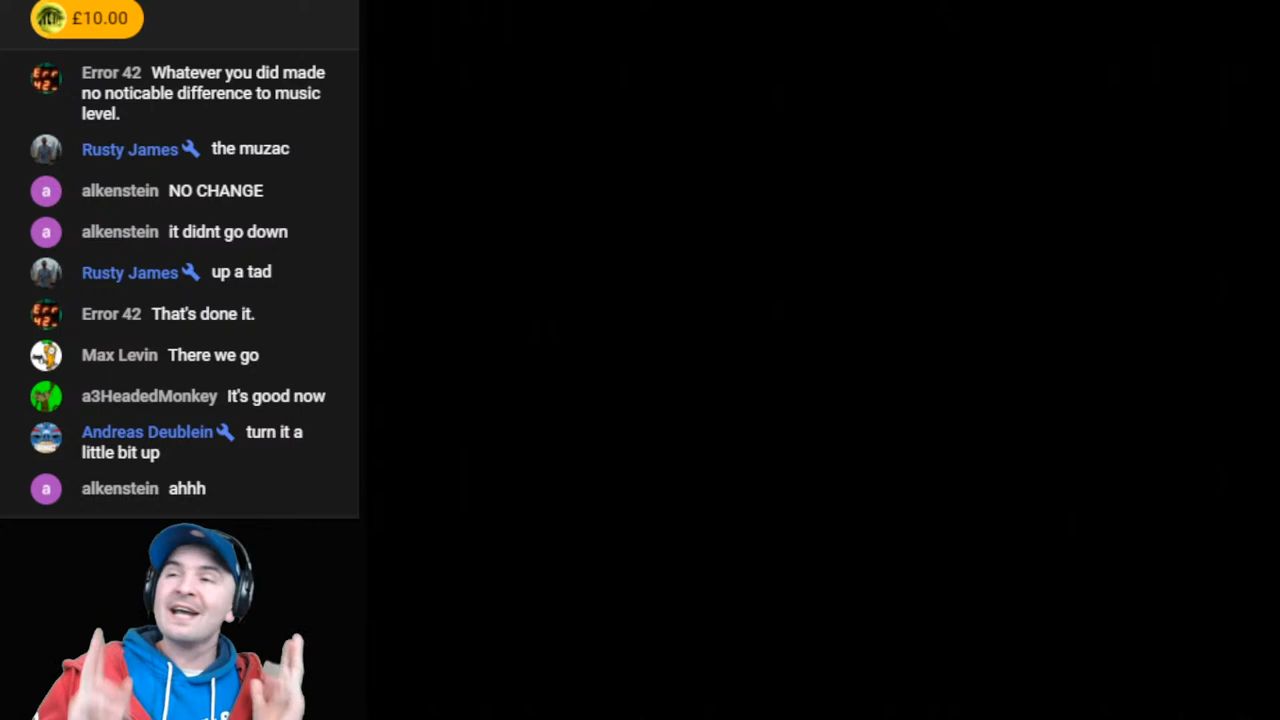 £10.00
Error 42 Whatever you did made
no noticable difference to music
level.
Rusty James the muzac
a alkenstein NO CHANGE
a alkenstein it didnt go down
Rusty James up a tad
Error 42 That's done it.
Max Levin There we go
a3HeadedMonkey It's good now
Andreas Deublein turn it a
little bit up
a alkenstein ahhh